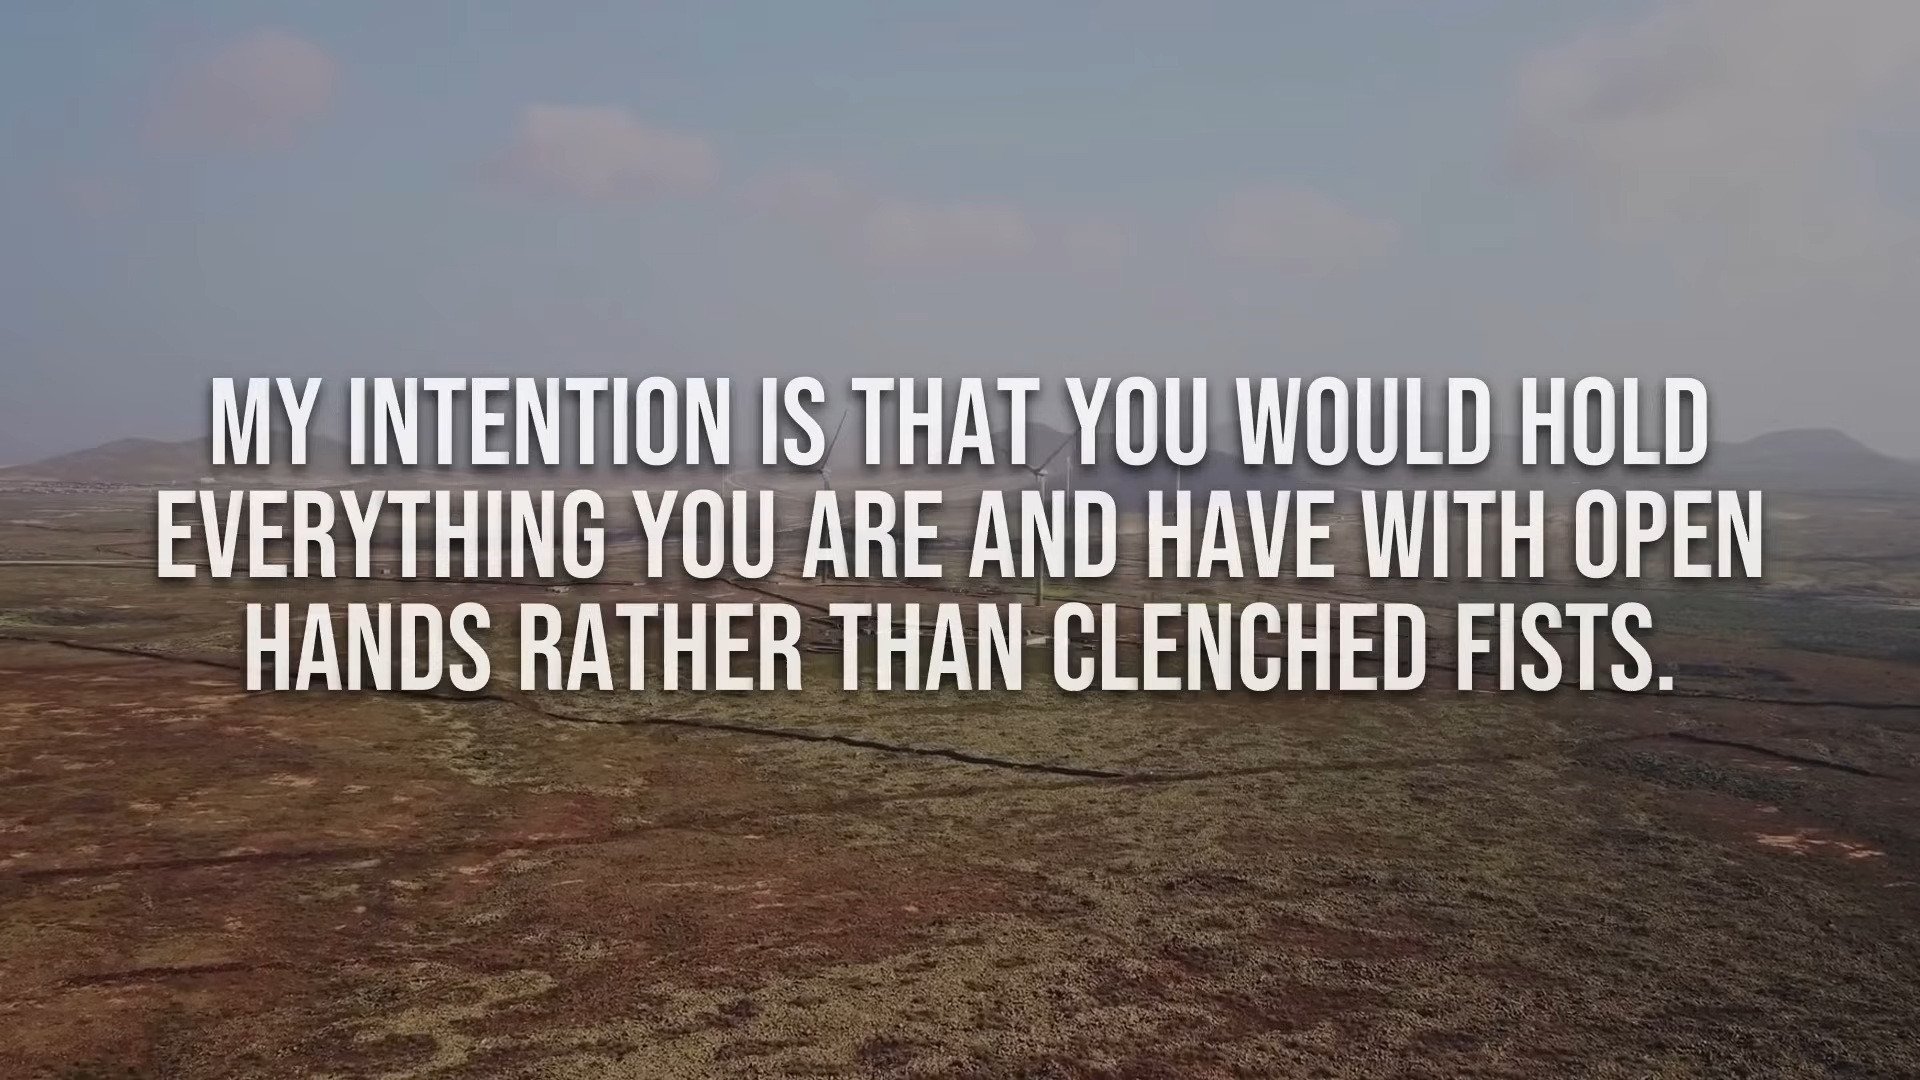 MY INTENTION IS THAT YOU WOULD HOLD
EVERYTHING YOU ARE AND HAVE WITH OPEN
HANDS RATHER THAN CLENCHED FISTS.